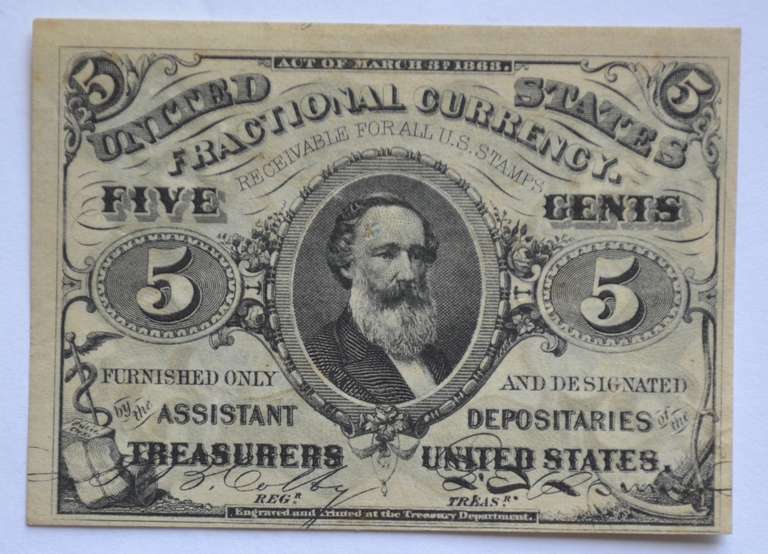 ACT OF MARCH 3D 1863.
5 UNITED STATES 5
FRACTIONAL CURRENCY.
RECEIVABLE FOR ALL U.S. STAMPS
FIVE CENTS
5 5
FURNISHED ONLY AND DESIGNATED
by the ASSISTANT DEPOSITARIES of the
TREASURERS UNITED STATES.
S. B. Colby
REGR. TREASR.
Engraved and Printed at the Treasury Department.